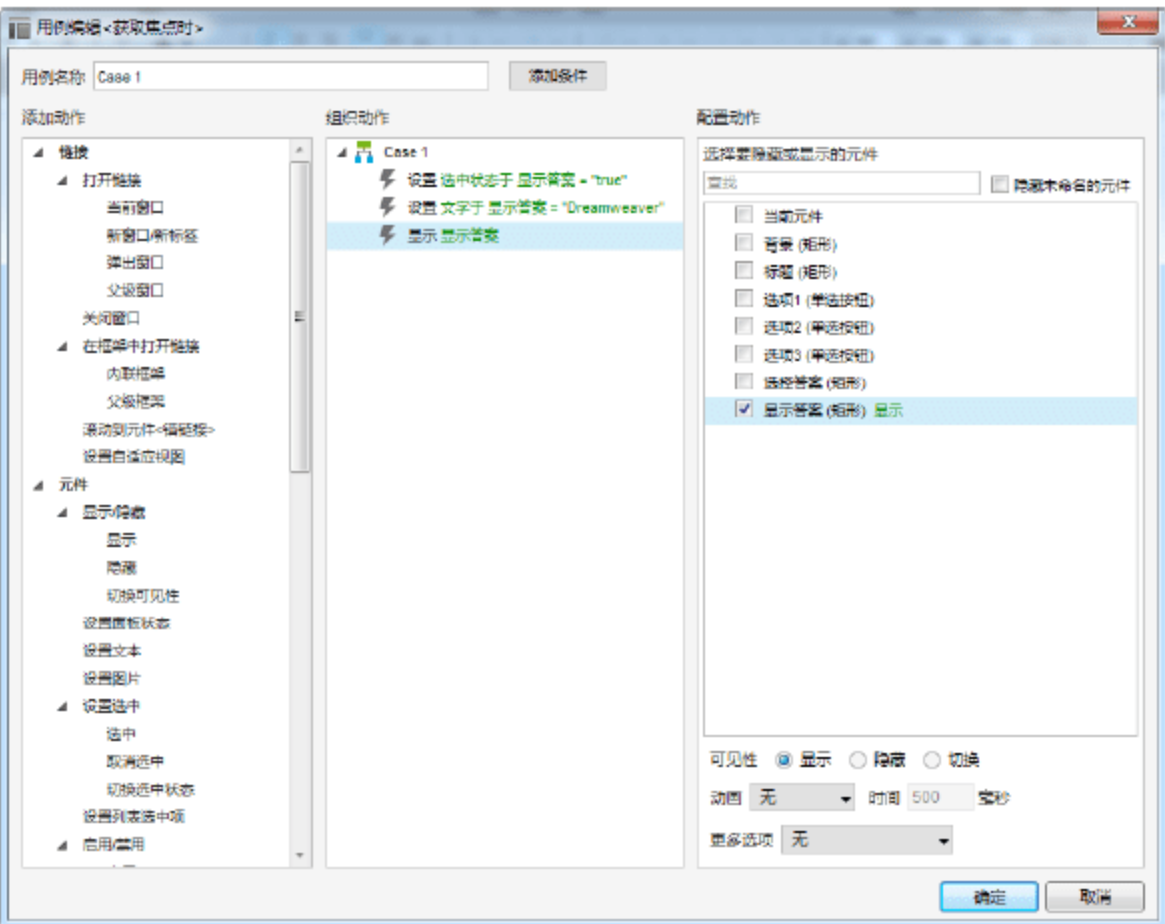 用例编辑<获取焦点时>
用例名称 Case 1 添加条件
添加动作
链接
打开链接
当前窗口
新窗口/新标签
弹出窗口
父级窗口
关闭窗口
在框架中打开链接
内联框架
父级框架
滚动到元件<锚链接>
设置自适应视图
元件
显示/隐藏
显示
隐藏
切换可见性
设置面板状态
设置文本
设置图片
设置选中
选中
取消选中
切换选中状态
设置列表选中项
启用/禁用
组织动作
Case 1
设置 选中状态于 显示答案 = "true"
设置 文字于 显示答案 = "Dreamweaver"
显示 显示答案
配置动作
选择要隐藏或显示的元件
查找 隐藏未命名的元件
当前元件
背景 (矩形)
标题 (矩形)
选项1 (单选按钮)
选项2 (单选按钮)
选项3 (单选按钮)
选择答案 (矩形)
显示答案 (矩形) 显示
可见性 显示 隐藏 切换
动画 无 时间 500 毫秒
更多选项 无
确定 取消